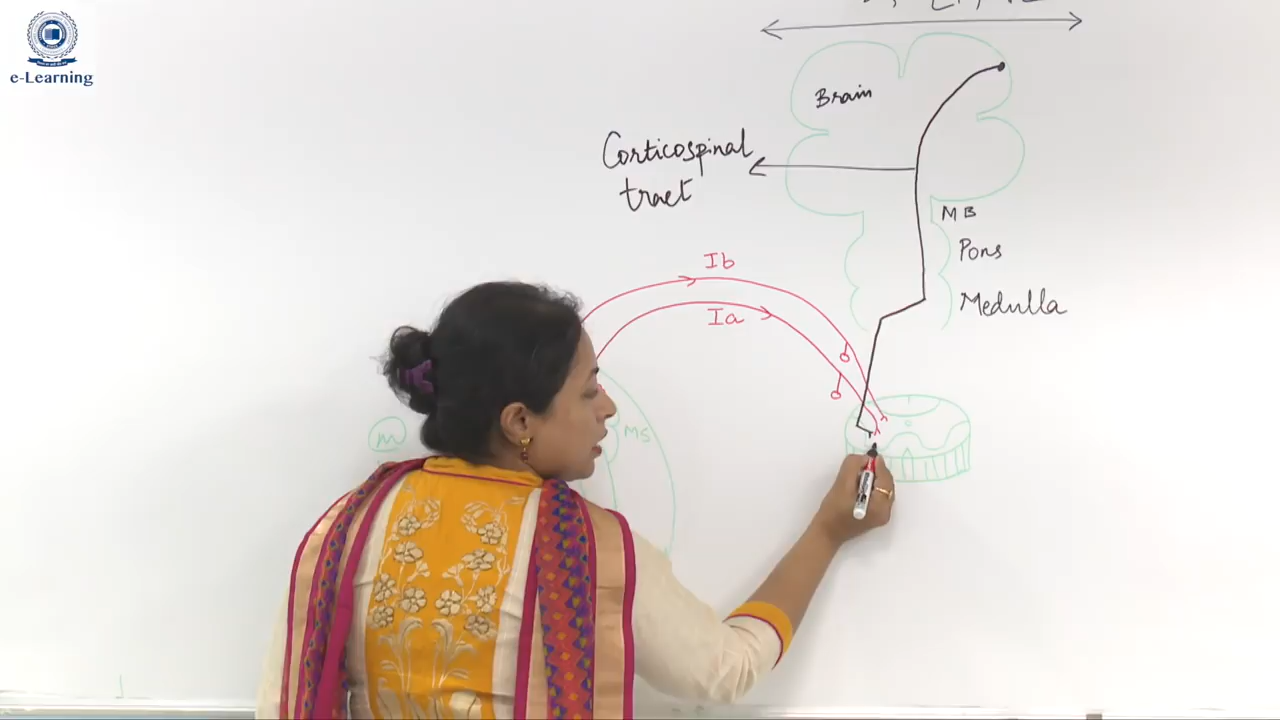 e-Learning
Brain
Corticospinal
tract
MB
Pons
Medulla
Ib
Ia
MS
m